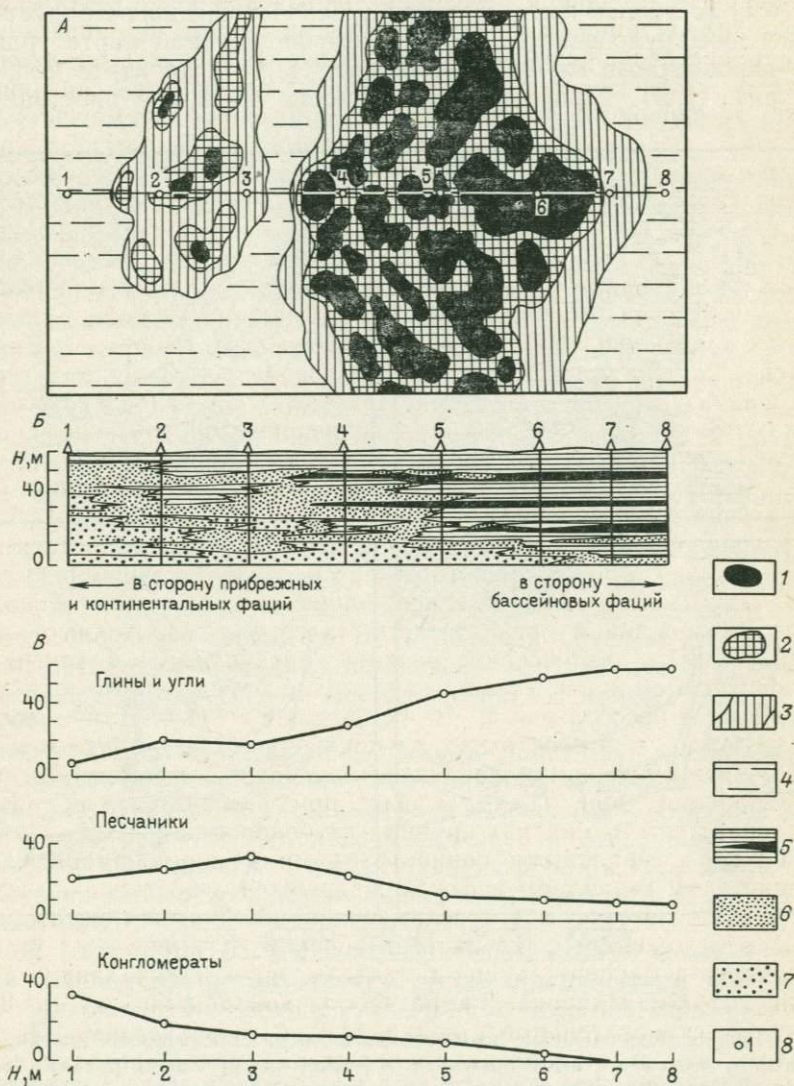 А
1 2 3 4 5 6 7 8
Б
1 2 3 4 5 6 7 8
Н,м
40
0
в сторону прибрежных
и континентальных фаций
в сторону
бассейновых фаций
1
2
3
4
5
6
7
1 8
В
40
Глины и угли
0
Песчаники
40
0
Конгломераты
40
0
Н,м
1 2 3 4 5 6 7 8